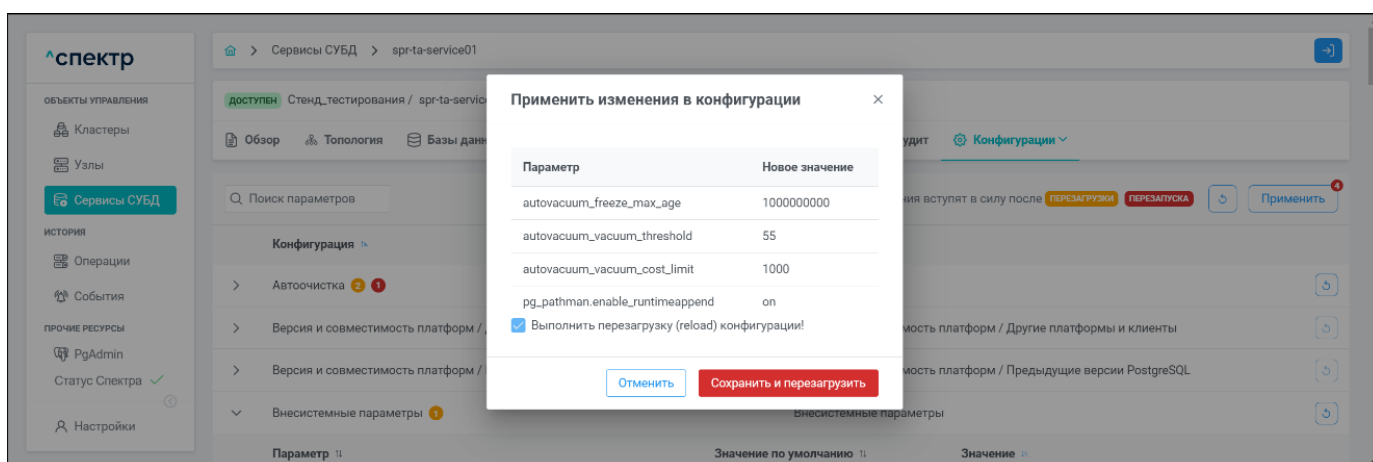 ^спектр
Сервисы СУБД > spr-ta-service01
ОБЪЕКТЫ УПРАВЛЕНИЯ
Кластеры
Узлы
Сервисы СУБД
ИСТОРИЯ
Операции
События
ПРОЧИЕ РЕСУРСЫ
PgAdmin
Статус Спектра
Настройки
ДОСТУПЕН Стенд_тестирования / spr-ta-servic
Обзор Топология Базы данн
удит Конфигурации
Поиск параметров
ия вступят в силу после ПЕРЕЗАГРУЗКИ ПЕРЕЗАПУСКА Применить 4
Конфигурация
Автоочистка 2 1
Версия и совместимость платформ /
мость платформ / Другие платформы и клиенты
Версия и совместимость платформ /
мость платформ / Предыдущие версии PostgreSQL
Внесистемные параметры 1 Внесистемные параметры
Параметр Значение по умолчанию Значение
Применить изменения в конфигурации
Параметр Новое значение
autovacuum_freeze_max_age 1000000000
autovacuum_vacuum_threshold 55
autovacuum_vacuum_cost_limit 1000
pg_pathman.enable_runtimeappend on
Выполнить перезагрузку (reload) конфигурации!
Отменить Сохранить и перезагрузить